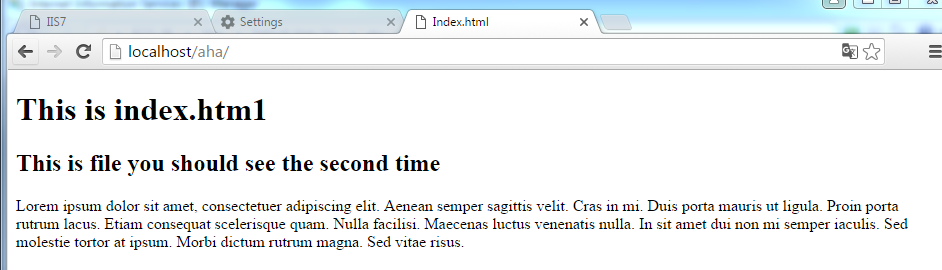 IIS7
Settings
Index.html
localhost/aha/
This is index.htm1
This is file you should see the second time
Lorem ipsum dolor sit amet, consectetuer adipiscing elit. Aenean semper sagittis velit. Cras in mi. Duis porta mauris ut ligula. Proin porta
rutrum lacus. Etiam consequat scelerisque quam. Nulla facilisi. Maecenas luctus venenatis nulla. In sit amet dui non mi semper iaculis. Sed
molestie tortor at ipsum. Morbi dictum rutrum magna. Sed vitae risus.